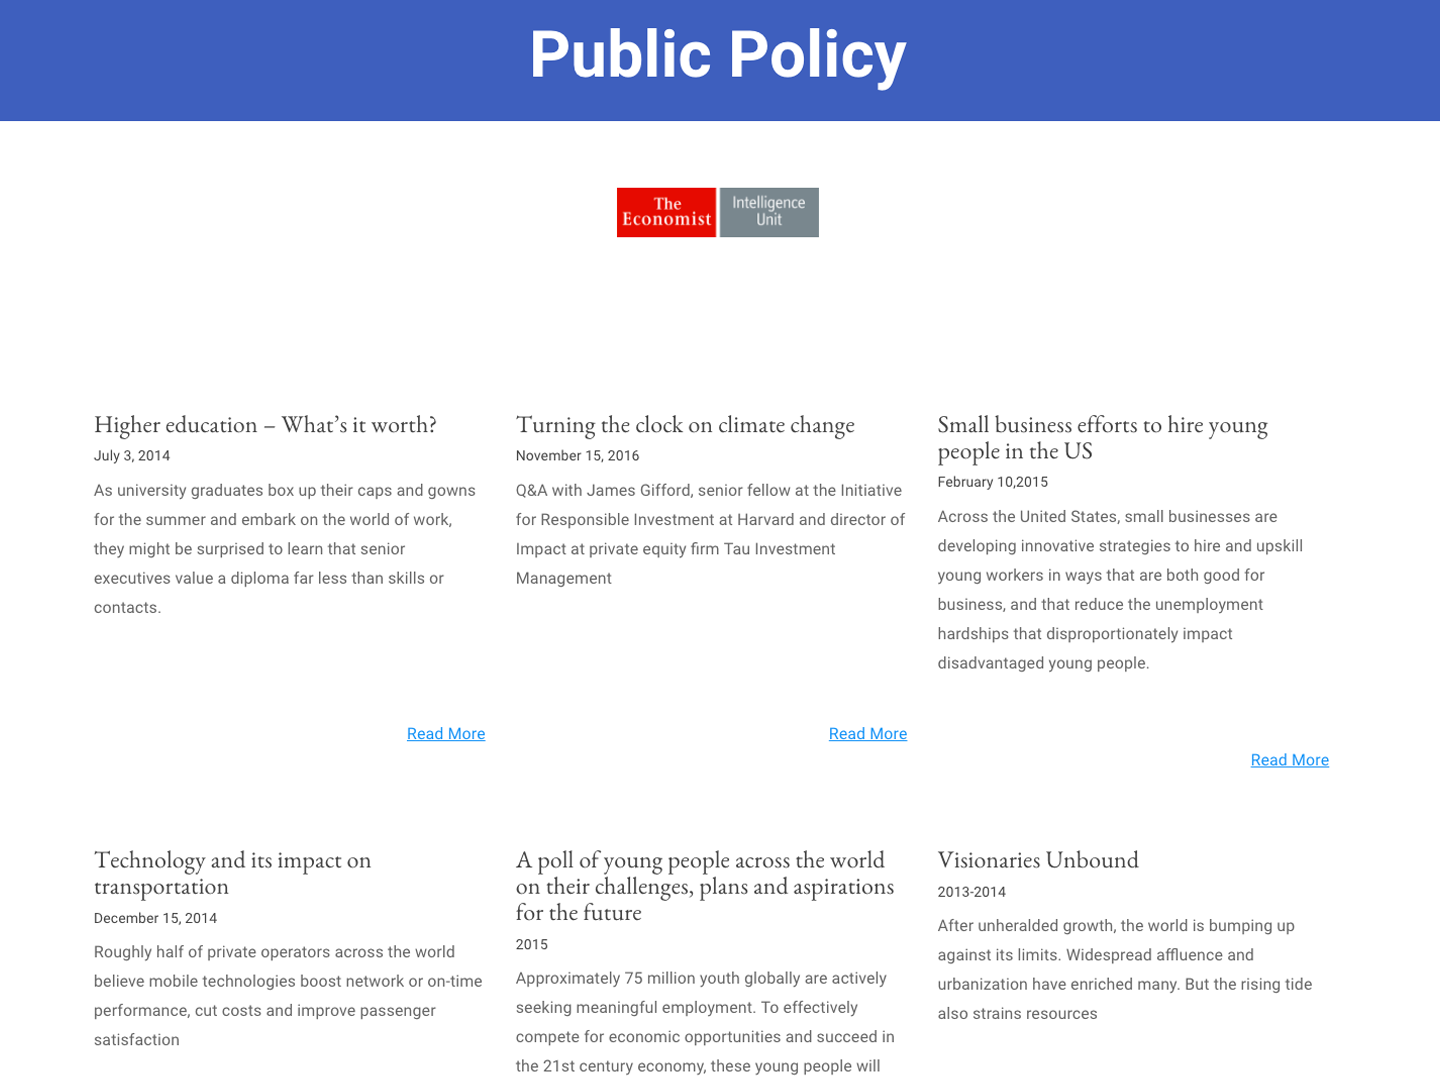 Public Policy
The
Economist
Intelligence
Unit
Higher education – What’s it worth?
July 3, 2014
As university graduates box up their caps and gowns
for the summer and embark on the world of work,
they might be surprised to learn that senior
executives value a diploma far less than skills or
contacts.
Read More
Turning the clock on climate change
November 15, 2016
Q&A with James Gifford, senior fellow at the Initiative
for Responsible Investment at Harvard and director of
Impact at private equity firm Tau Investment
Management
Read More
Small business efforts to hire young
people in the US
February 10,2015
Across the United States, small businesses are
developing innovative strategies to hire and upskill
young workers in ways that are both good for
business, and that reduce the unemployment
hardships that disproportionately impact
disadvantaged young people.
Read More
Technology and its impact on
transportation
December 15, 2014
Roughly half of private operators across the world
believe mobile technologies boost network or on-time
performance, cut costs and improve passenger
satisfaction
A poll of young people across the world
on their challenges, plans and aspirations
for the future
2015
Approximately 75 million youth globally are actively
seeking meaningful employment. To effectively
compete for economic opportunities and succeed in
the 21st century economy, these young people will
Visionaries Unbound
2013-2014
After unheralded growth, the world is bumping up
against its limits. Widespread affluence and
urbanization have enriched many. But the rising tide
also strains resources